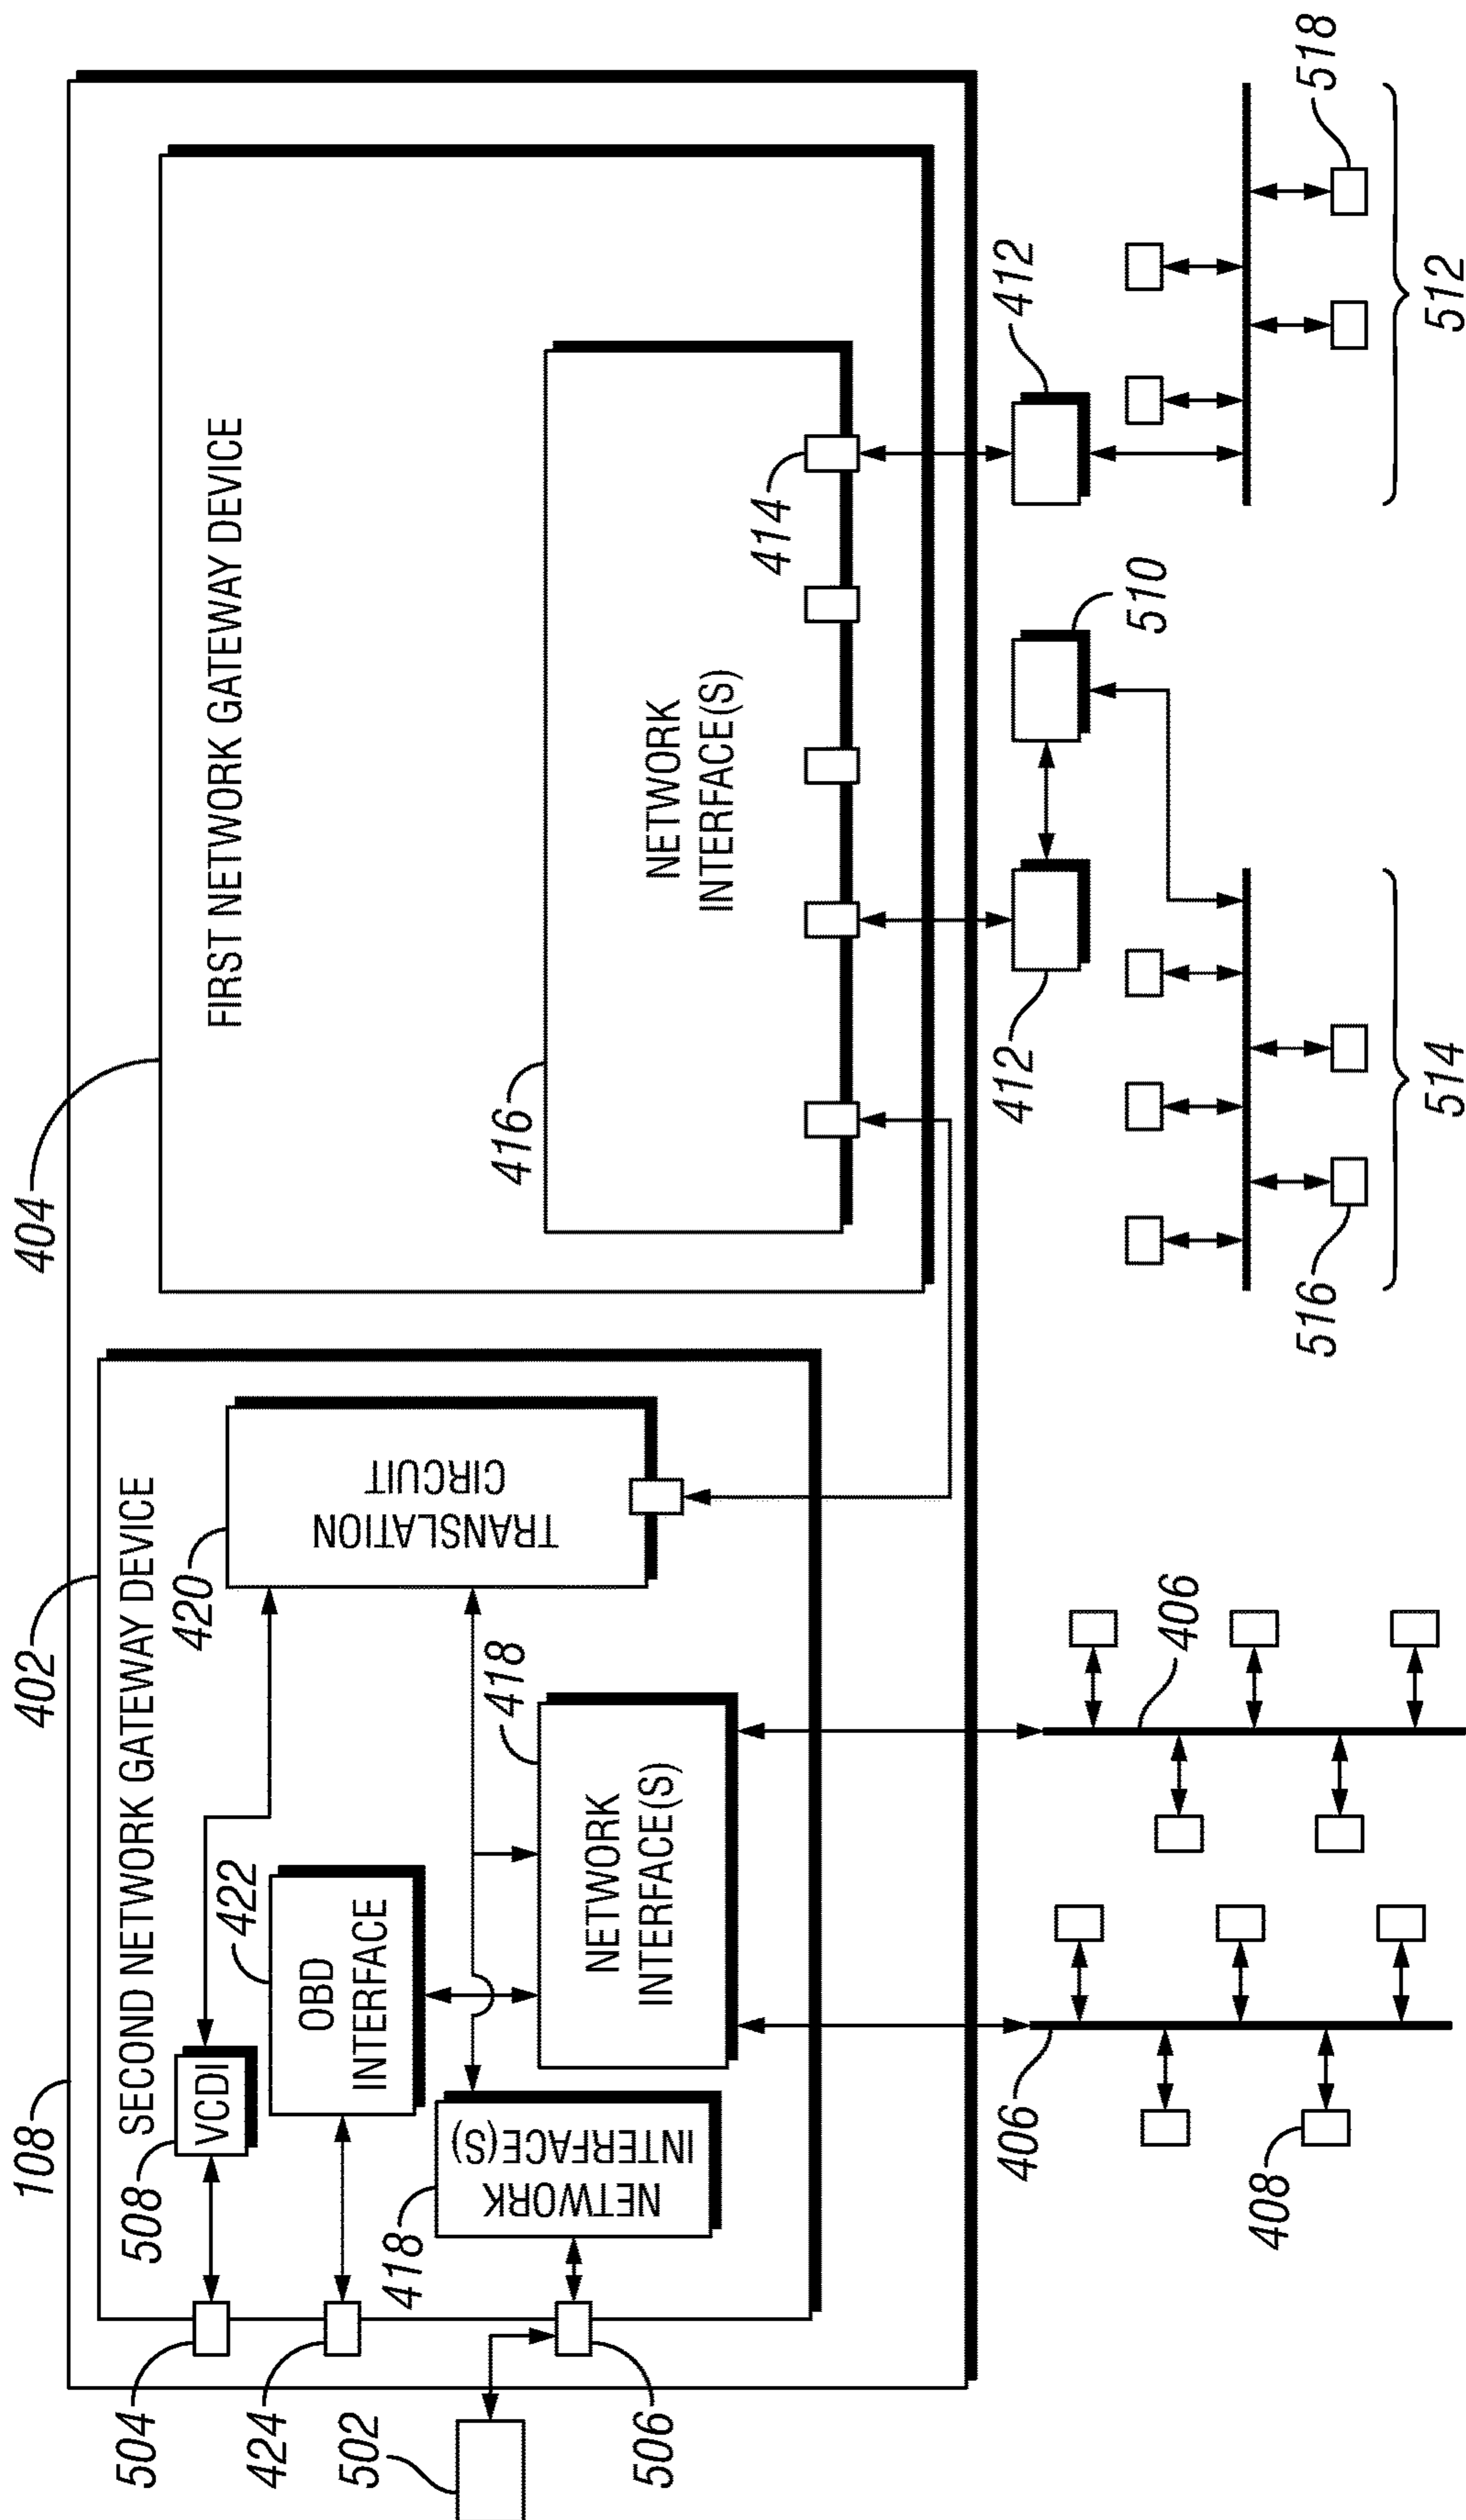 108
402
404
SECOND NETWORK GATEWAY DEVICE
FIRST NETWORK GATEWAY DEVICE
504
508
VCDI
422
OBD
INTERFACE
420
TRANSLATION
CIRCUIT
424
418
NETWORK
INTERFACE(S)
418
NETWORK
INTERFACE(S)
416
NETWORK
INTERFACE(S)
414
502
506
406
406
408
412
412
510
516
514
518
512